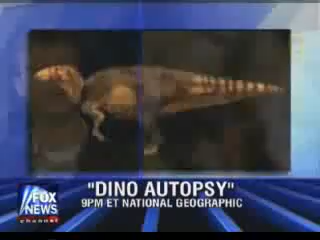 "DINO AUTOPSY"
9PM ET NATIONAL GEOGRAPHIC
FOX
NEWS
channel